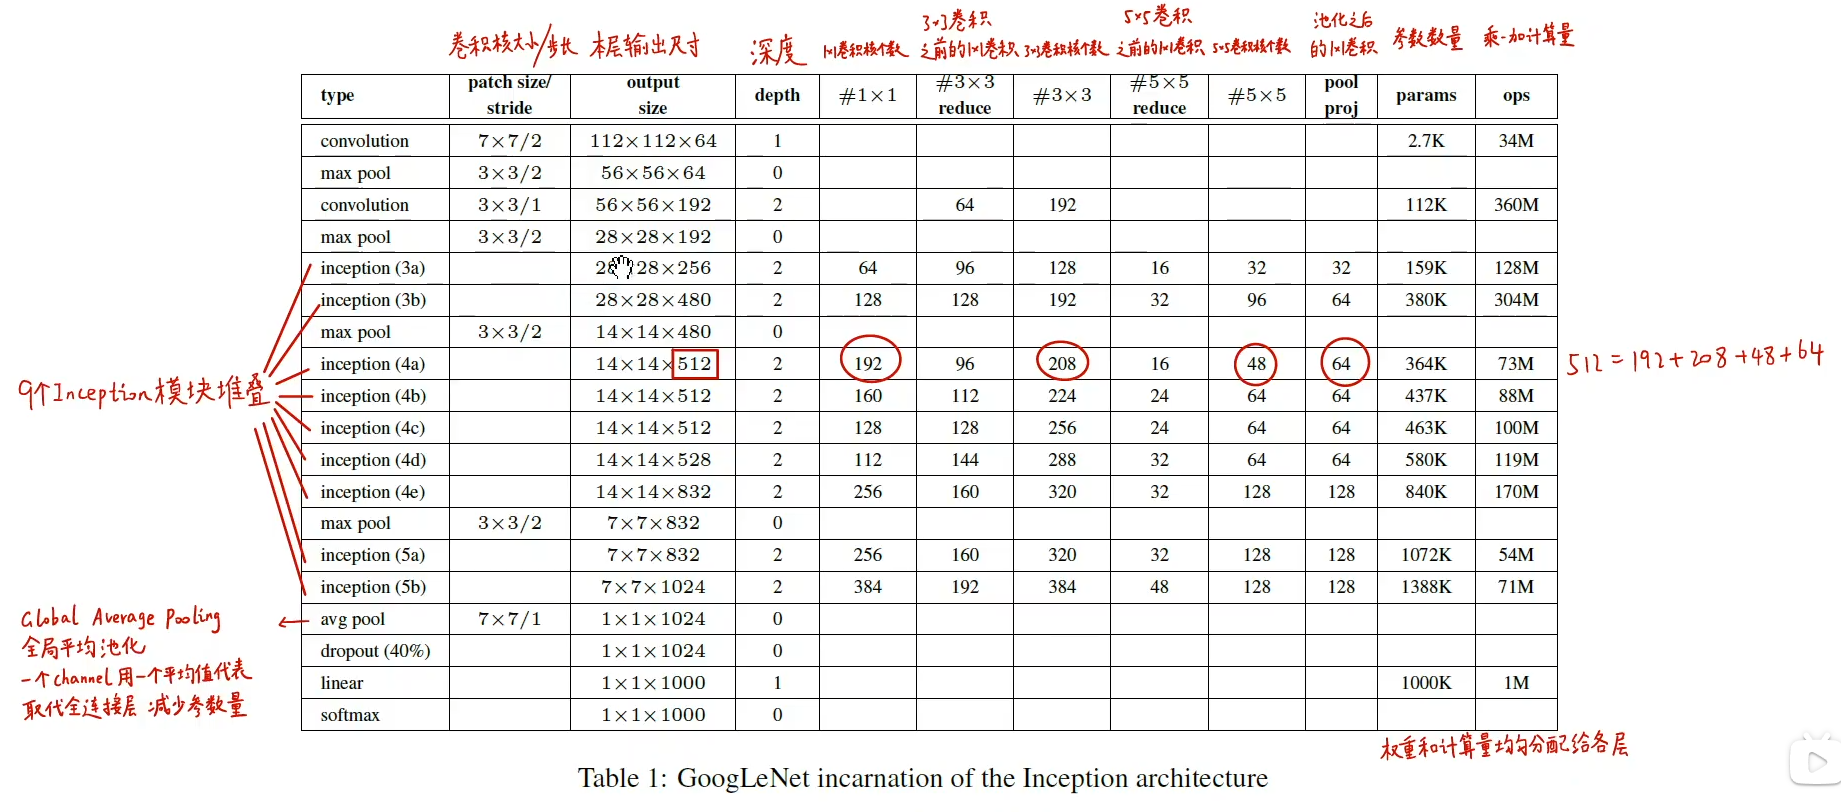 卷积核大小/步长 本层输出尺寸 深度 1×1卷积核个数 3×3卷积之前的1×1卷积 3×3卷积核个数 5×5卷积之前的1×1卷积 5×5卷积核个数 池化之后的1×1卷积 参数数量 乘-加计算量
type patch size/stride output size depth #1×1 #3×3 reduce #3×3 #5×5 reduce #5×5 pool proj params ops
convolution 7×7/2 112×112×64 1 2.7K 34M
max pool 3×3/2 56×56×64 0
convolution 3×3/1 56×56×192 2 64 192 112K 360M
max pool 3×3/2 28×28×192 0
inception (3a) 28×28×256 2 64 96 128 16 32 32 159K 128M
inception (3b) 28×28×480 2 128 128 192 32 96 64 380K 304M
max pool 3×3/2 14×14×480 0
inception (4a) 14×14×512 2 192 96 208 16 48 64 364K 73M
512=192+208+48+64
9个Inception模块堆叠
inception (4b) 14×14×512 2 160 112 224 24 64 64 437K 88M
inception (4c) 14×14×512 2 128 128 256 24 64 64 463K 100M
inception (4d) 14×14×528 2 112 144 288 32 64 64 580K 119M
inception (4e) 14×14×832 2 256 160 320 32 128 128 840K 170M
max pool 3×3/2 7×7×832 0
inception (5a) 7×7×832 2 256 160 320 32 128 128 1072K 54M
inception (5b) 7×7×1024 2 384 192 384 48 128 128 1388K 71M
avg pool 7×7/1 1×1×1024 0
dropout (40%) 1×1×1024 0
linear 1×1×1000 1 1000K 1M
softmax 1×1×1000 0
Global Average Pooling
全局平均池化
一个channel用一个平均值代表
取代全连接层 减少参数量
权重和计算量均匀分配给各层
Table 1: GoogLeNet incarnation of the Inception architecture